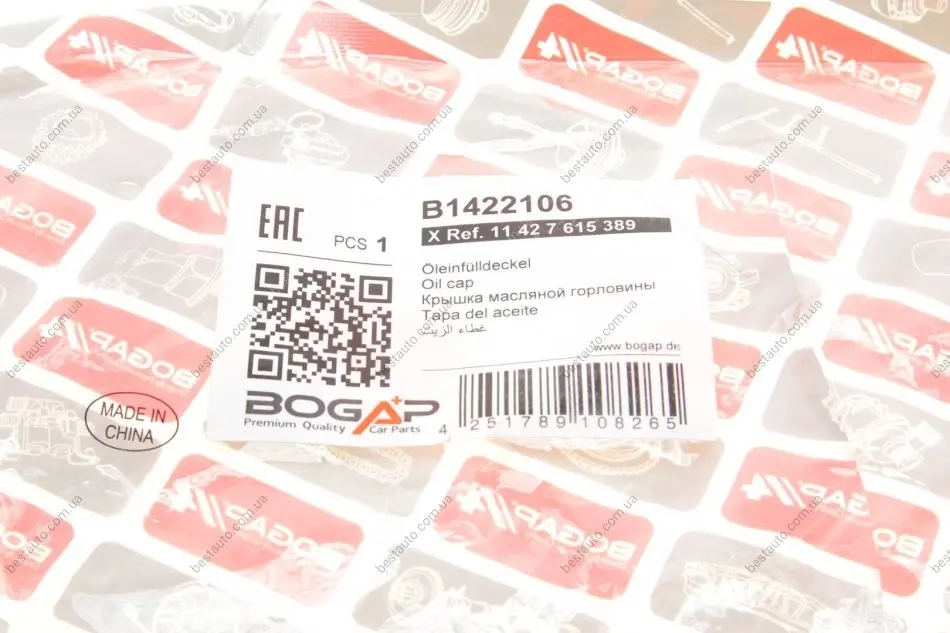 EAC
PCS 1
B1422106
X Ref. 11 42 7 615 389
Öleinfülldeckel
Oil cap
Крышка масляной горловины
Tapa del aceite
غطاء الزيت
www.bogap.de
BOGAP
Premium Quality Car Parts
4 251789 108265
MADE IN
CHINA
bestauto.com.ua